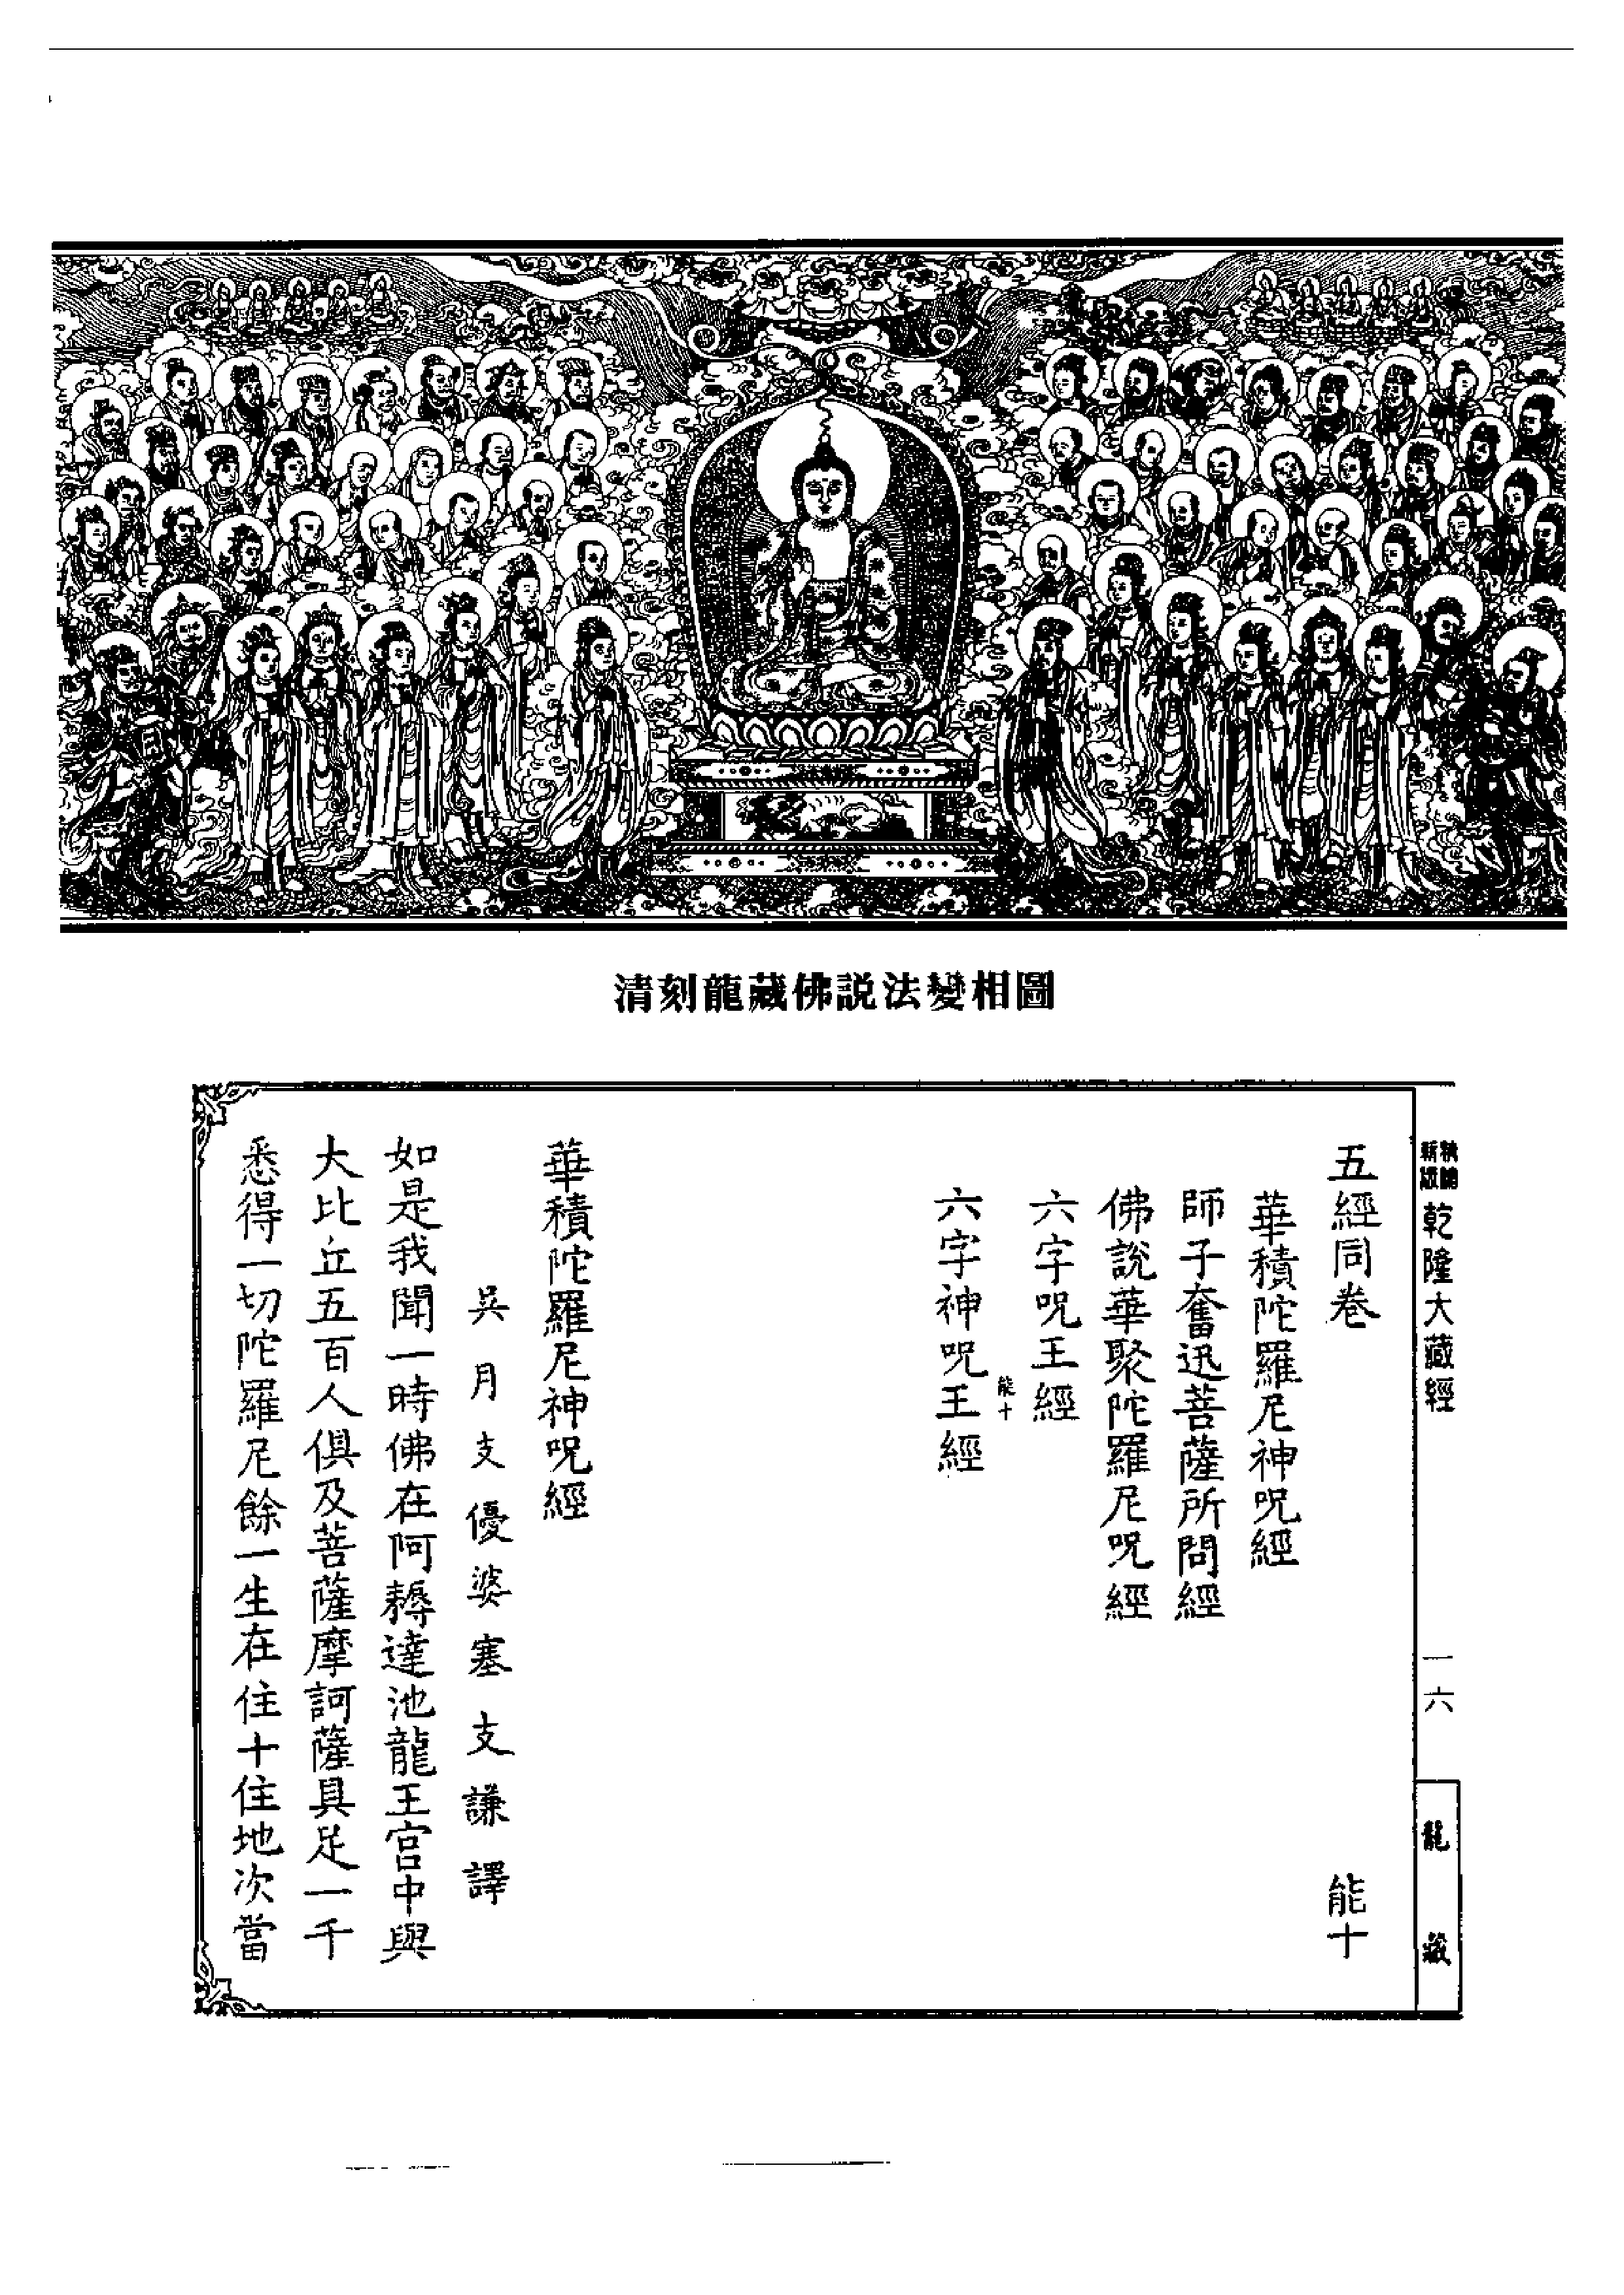 清刻龍藏佛説法變相圖
新版
乾隆大藏經
一六
龍藏
五經同卷 能十
華積陀羅尼神呪經
師子奮迅菩薩所問經
佛說華聚陀羅尼呪經
六字呪王經
能十
六字神呪王經
華積陀羅尼神呪經
吳月支優婆塞支謙譯
如是我聞一時佛在阿耨達池龍王宮中與
大比丘五百人俱及菩薩摩訶薩具足一千
悉得一切陀羅尼餘一生在住十住地次當